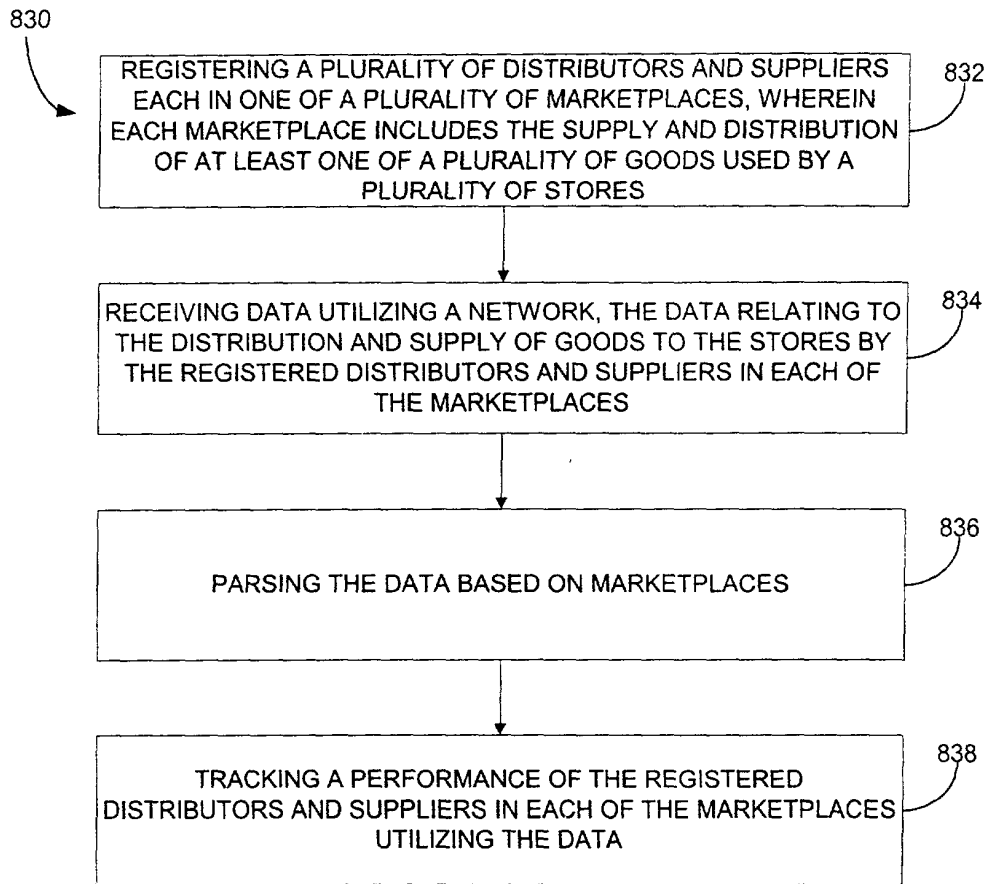 830
REGISTERING A PLURALITY OF DISTRIBUTORS AND SUPPLIERS
EACH IN ONE OF A PLURALITY OF MARKETPLACES, WHEREIN
EACH MARKETPLACE INCLUDES THE SUPPLY AND DISTRIBUTION
OF AT LEAST ONE OF A PLURALITY OF GOODS USED BY A
PLURALITY OF STORES
832
RECEIVING DATA UTILIZING A NETWORK, THE DATA RELATING TO
THE DISTRIBUTION AND SUPPLY OF GOODS TO THE STORES BY
THE REGISTERED DISTRIBUTORS AND SUPPLIERS IN EACH OF
THE MARKETPLACES
834
PARSING THE DATA BASED ON MARKETPLACES
836
TRACKING A PERFORMANCE OF THE REGISTERED
DISTRIBUTORS AND SUPPLIERS IN EACH OF THE MARKETPLACES
UTILIZING THE DATA
838